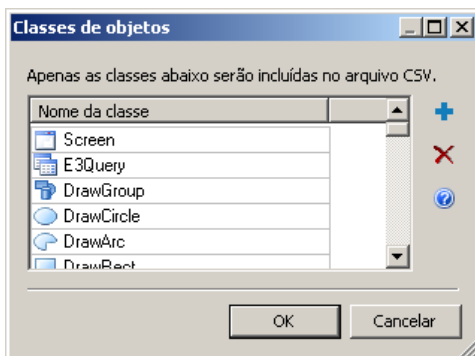 Classes de objetos
Apenas as classes abaixo serão incluídas no arquivo CSV.
Nome da classe
Screen
E3Query
DrawGroup
DrawCircle
DrawArc
DrawRect
OK
Cancelar